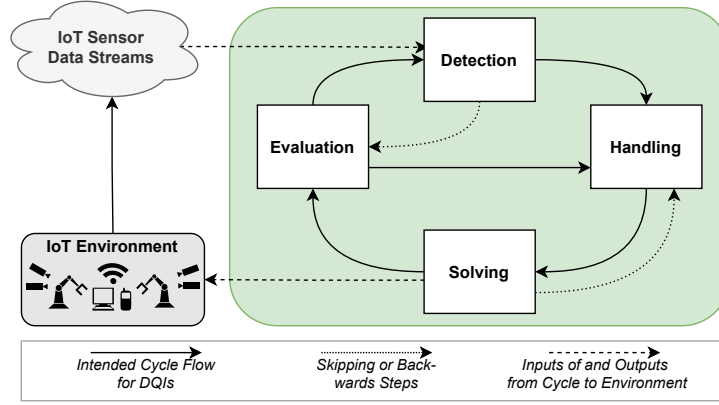 IoT Sensor
Data Streams
Detection
Evaluation
Handling
IoT Environment
Solving
Intended Cycle Flow
for DQIs
Skipping or Back-
wards Steps
Inputs of and Outputs
from Cycle to Environment